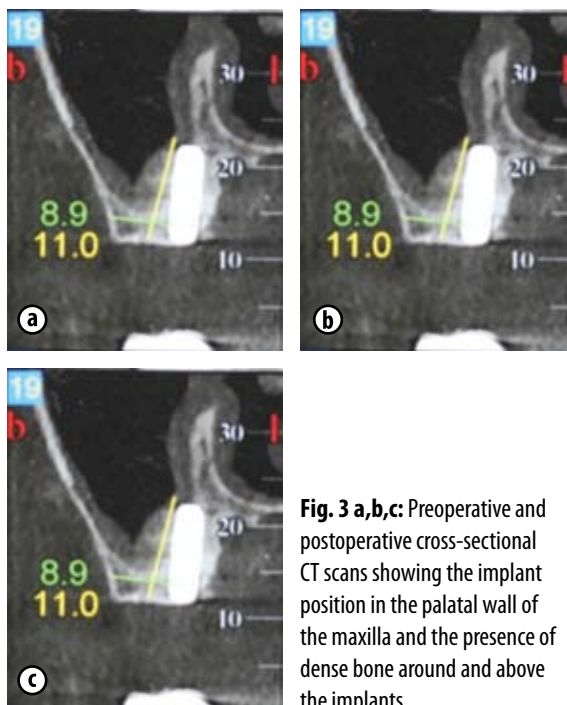 19
b
30
20
8.9
11.0
10
a
19
b
30
20
8.9
11.0
10
b
19
b
30
20
8.9
11.0
10
c
Fig. 3 a,b,c: Preoperative and
postoperative cross-sectional
CT scans showing the implant
position in the palatal wall of
the maxilla and the presence of
dense bone around and above
the implants